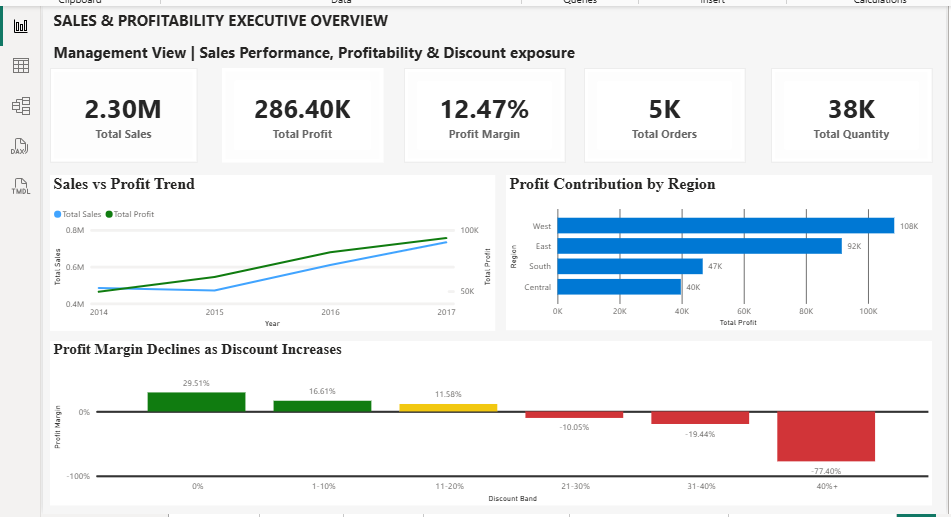 Clipboard Data Queries Insert Calculations
SALES & PROFITABILITY EXECUTIVE OVERVIEW
Management View | Sales Performance, Profitability & Discount exposure
2.30M
Total Sales
286.40K
Total Profit
12.47%
Profit Margin
5K
Total Orders
38K
Total Quantity
DAX
TMDL
Sales vs Profit Trend
Total Sales Total Profit
0.8M
0.6M
0.4M
Total Sales
100K
50K
Total Profit
2014 2015 2016 2017
Year
Profit Contribution by Region
Region
West 108K
East 92K
South 47K
Central 40K
0K 20K 40K 60K 80K 100K
Total Profit
Profit Margin Declines as Discount Increases
Profit Margin
0%
-100%
29.51%
16.61%
11.58%
-10.05%
-19.44%
-77.40%
0% 1-10% 11-20% 21-30% 31-40% 40%+
Discount Band